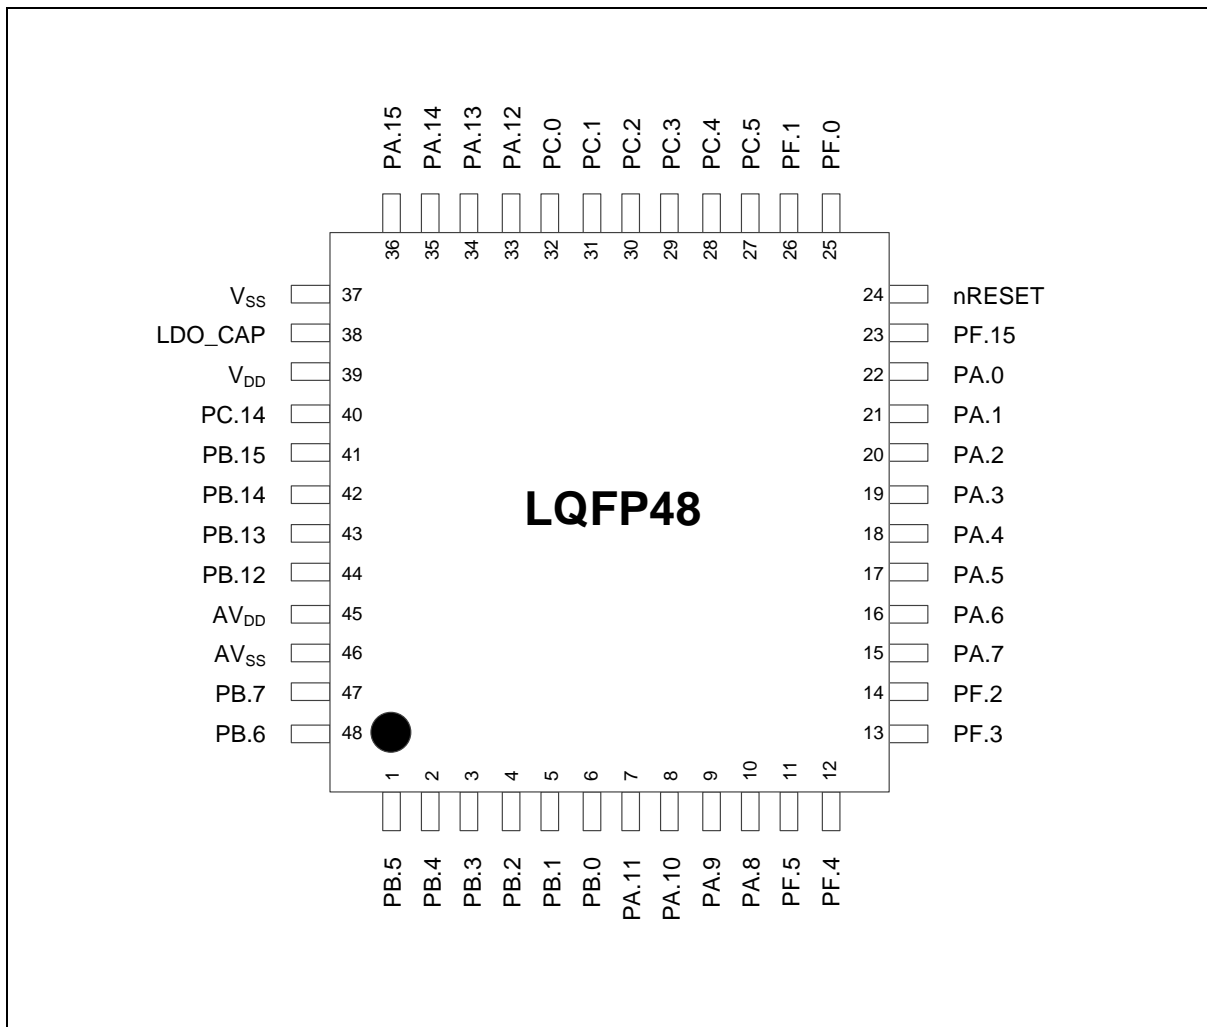 PA.15 PA.14 PA.13 PA.12 PC.0 PC.1 PC.2 PC.3 PC.4 PC.5 PF.1 PF.0
36 35 34 33 32 31 30 29 28 27 26 25
VSS 37 24 nRESET
LDO_CAP 38 23 PF.15
VDD 39 22 PA.0
PC.14 40 21 PA.1
PB.15 41 20 PA.2
PB.14 42 19 PA.3
LQFP48
PB.13 43 18 PA.4
PB.12 44 17 PA.5
AVDD 45 16 PA.6
AVSS 46 15 PA.7
PB.7 47 14 PF.2
PB.6 48 13 PF.3
1 2 3 4 5 6 7 8 9 10 11 12
PB.5 PB.4 PB.3 PB.2 PB.1 PB.0 PA.11 PA.10 PA.9 PA.8 PF.5 PF.4